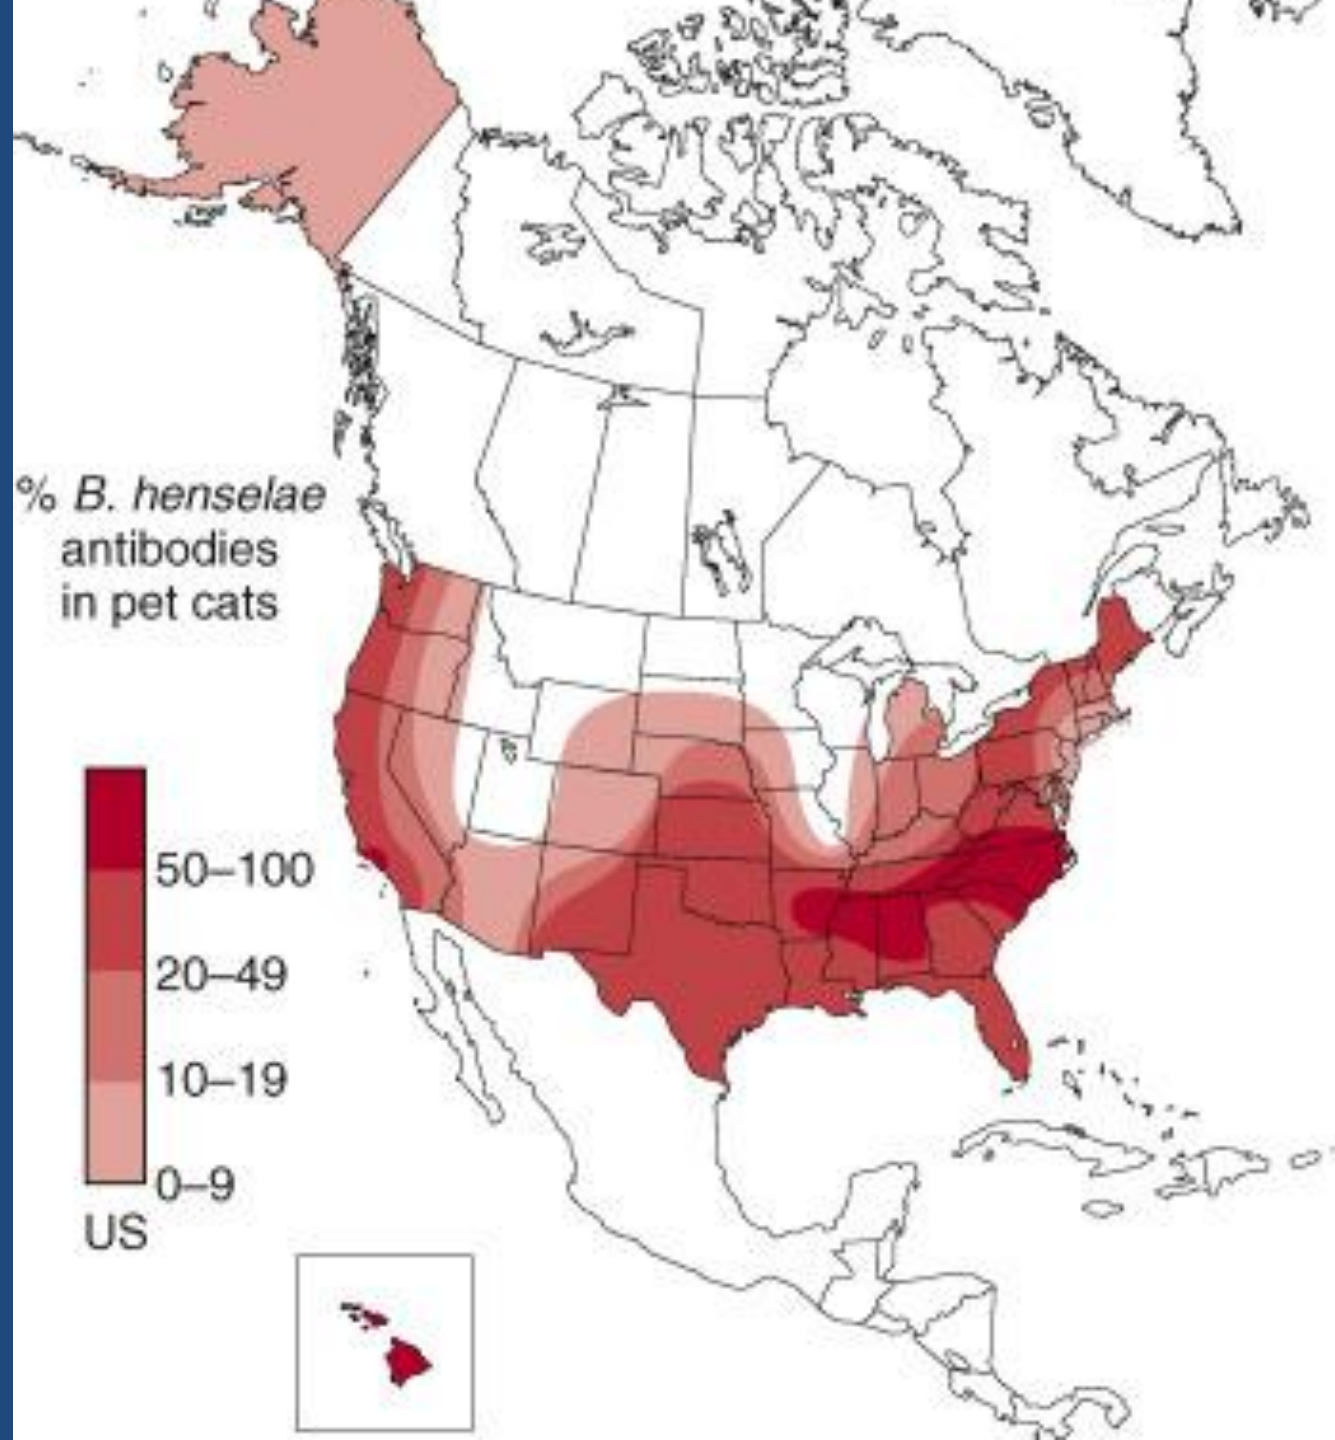 % B. henselae
antibodies
in pet cats
50–100
20–49
10–19
0–9
US